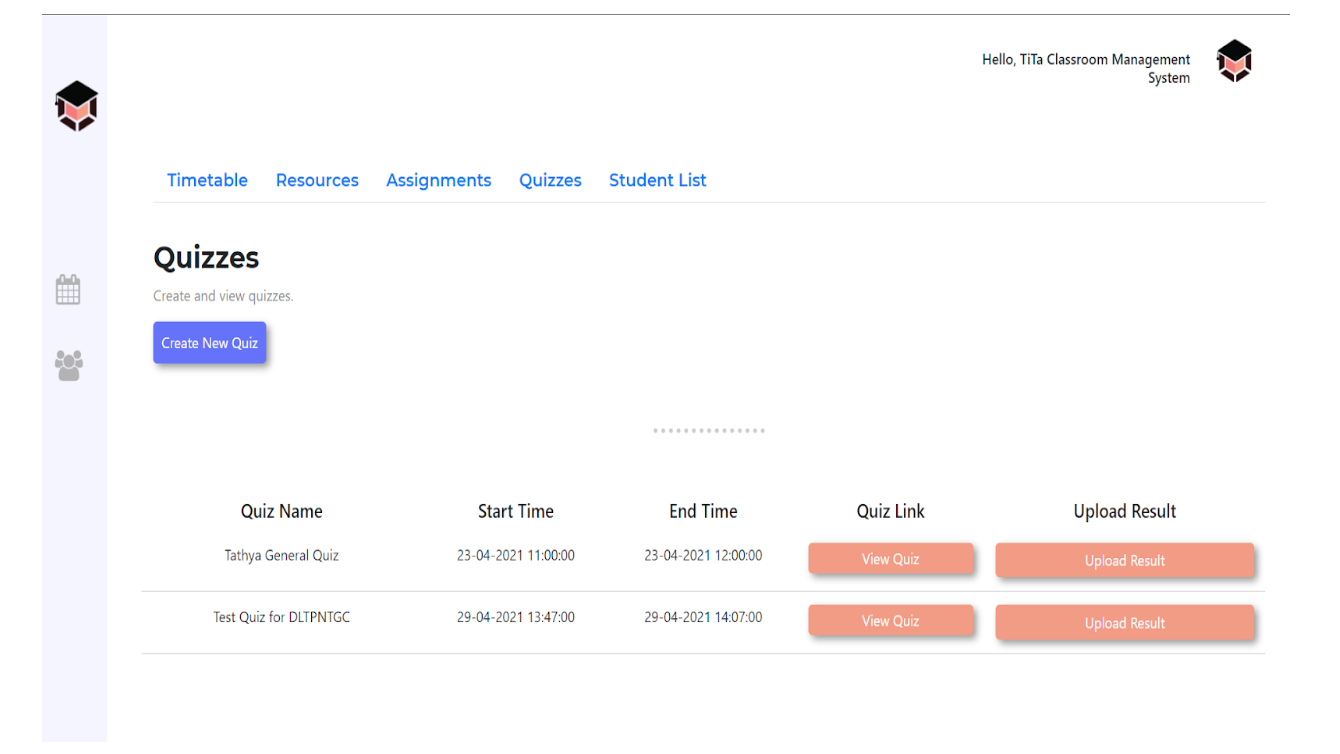 Hello, TiTa Classroom Management
System
Timetable Resources Assignments Quizzes Student List
Quizzes
Create and view quizzes.
Create New Quiz
Quiz Name Start Time End Time Quiz Link Upload Result
Tathya General Quiz 23-04-2021 11:00:00 23-04-2021 12:00:00 View Quiz Upload Result
Test Quiz for DLTPNTGC 29-04-2021 13:47:00 29-04-2021 14:07:00 View Quiz Upload Result